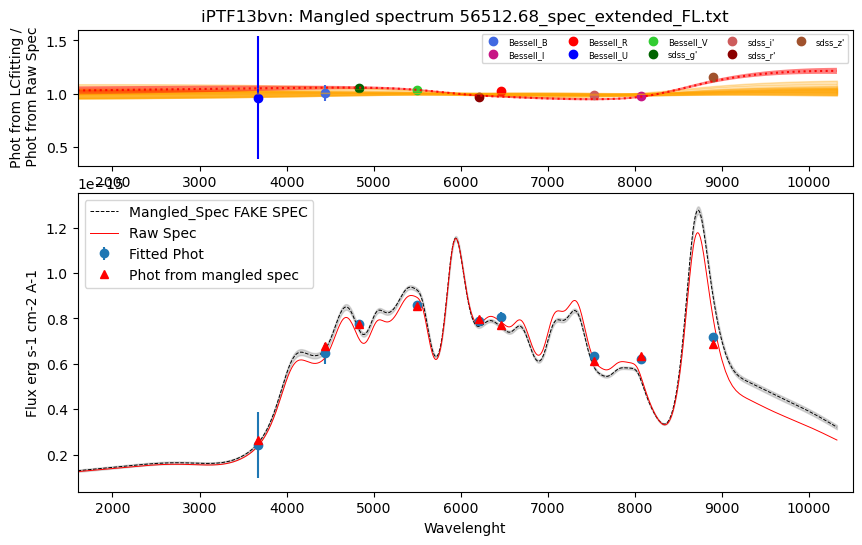 iPTF13bvn: Mangled spectrum 56512.68_spec_extended_FL.txt
Phot from LCfitting /
Phot from Raw Spec
1.5
1.0
0.5
Bessell_B
Bessell_I
Bessell_R
Bessell_U
Bessell_V
sdss_g'
sdss_i'
sdss_r'
sdss_z'
2000 3000 4000 5000 6000 7000 8000 9000 10000
1e−15
Flux erg s-1 cm-2 A-1
1.2
1.0
0.8
0.6
0.4
0.2
Mangled_Spec FAKE SPEC
Raw Spec
Fitted Phot
Phot from mangled spec
2000 3000 4000 5000 6000 7000 8000 9000 10000
Wavelenght